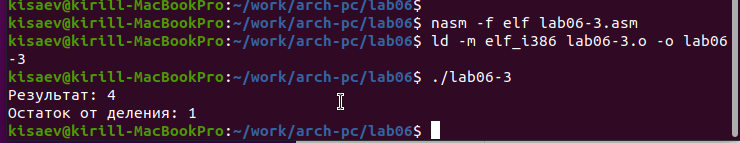 kisaev@kirill-MacBookPro:~/work/arch-pc/lab06$
kisaev@kirill-MacBookPro:~/work/arch-pc/lab06$ nasm -f elf lab06-3.asm
kisaev@kirill-MacBookPro:~/work/arch-pc/lab06$ ld -m elf_i386 lab06-3.o -o lab06
-3
kisaev@kirill-MacBookPro:~/work/arch-pc/lab06$ ./lab06-3
Результат: 4
Остаток от деления: 1
kisaev@kirill-MacBookPro:~/work/arch-pc/lab06$